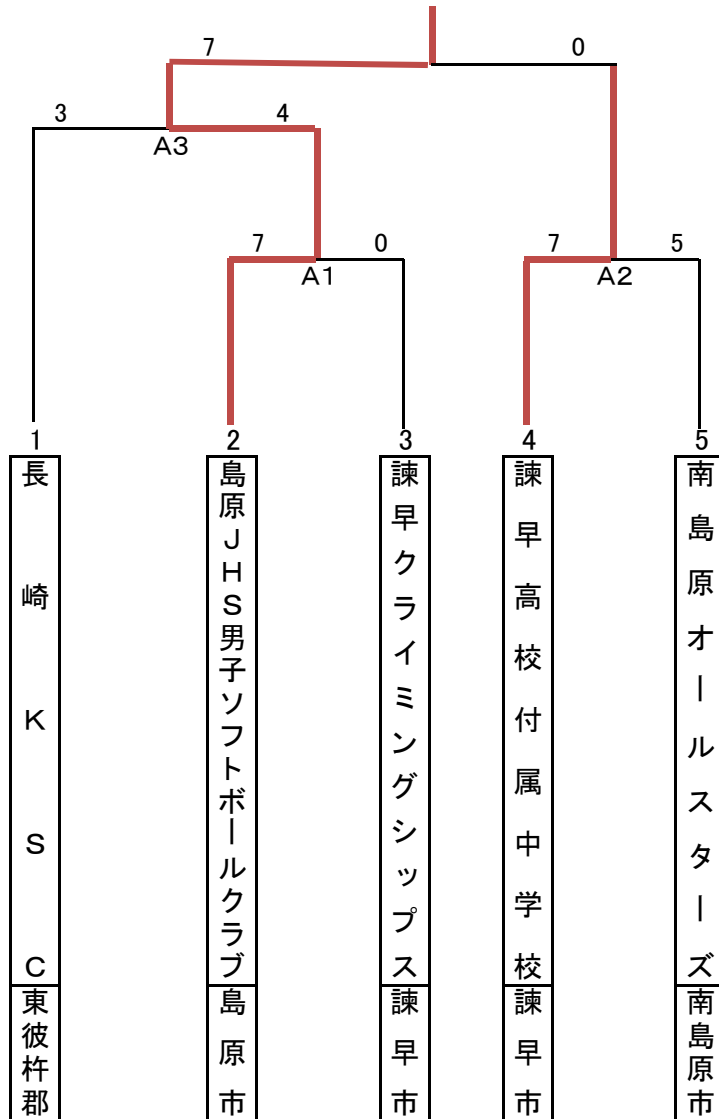 7 0
3 4
A3
7 0 7 5
A1 A2
1 2 3 4 5
長崎KSC
東彼杵郡
島原JHS男子ソフトボールクラブ
島原市
諫早クライミングシップス
諫早市
諫早高校付属中学校
諫早市
南島原オールスターズ
南島原市